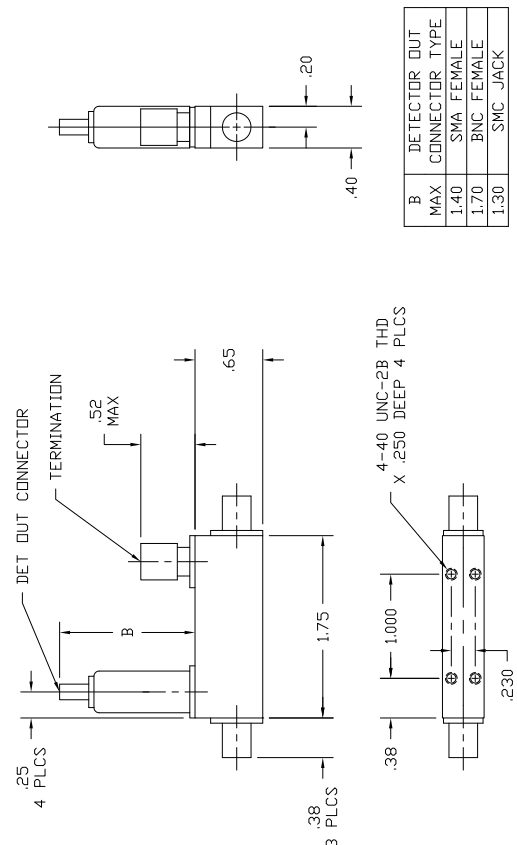 .20
.40
B DETECTOR OUT
MAX CONNECTOR TYPE
1.40 SMA FEMALE
1.70 BNC FEMALE
1.30 SMC JACK
DET OUT CONNECTOR
TERMINATION
.52
MAX
.65
B
.25
4 PLCS
1.75
.38
3 PLCS
4-40 UNC-2B THD
X .250 DEEP 4 PLCS
1.000
.38
.230